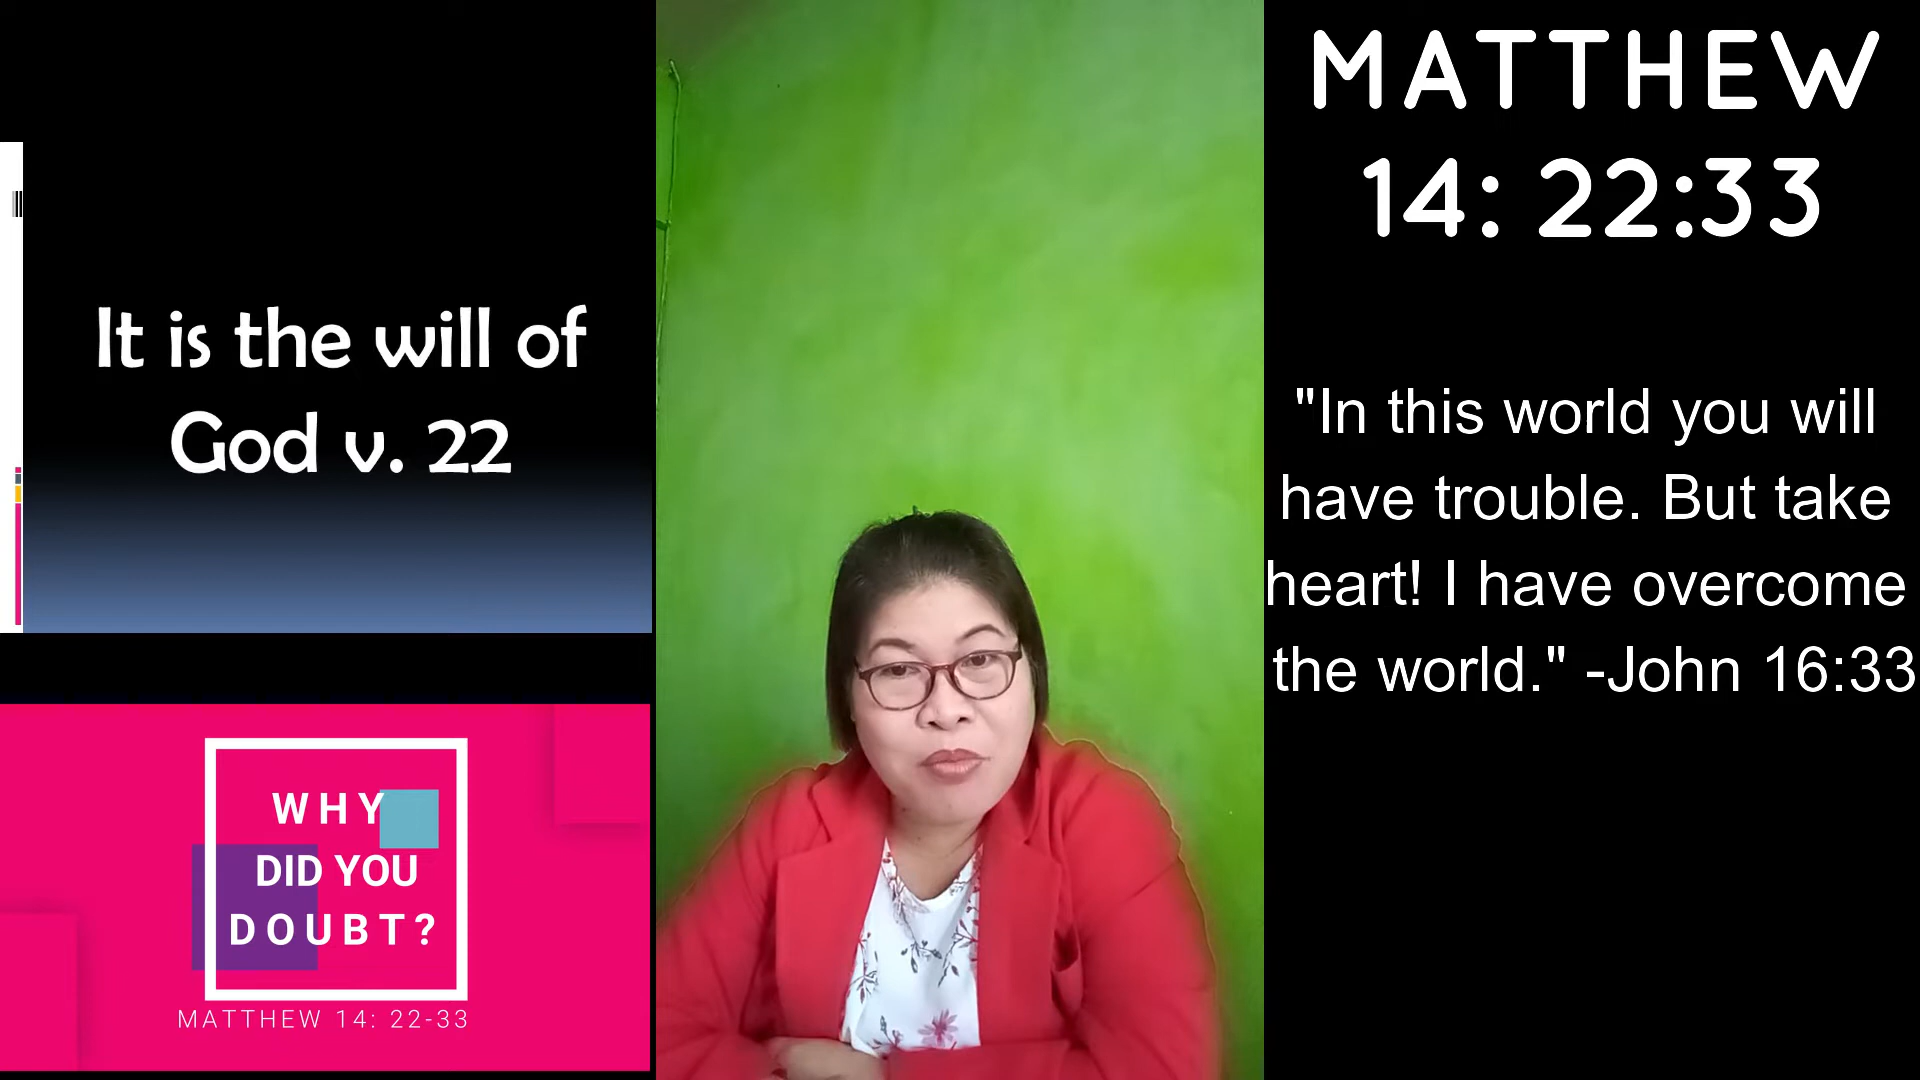 It is the will of
God v. 22
WHY
DID YOU
DOUBT?
MATTHEW 14: 22-33
MATTHEW
14: 22:33
"In this world you will
have trouble. But take
heart! I have overcome
the world." -John 16:33